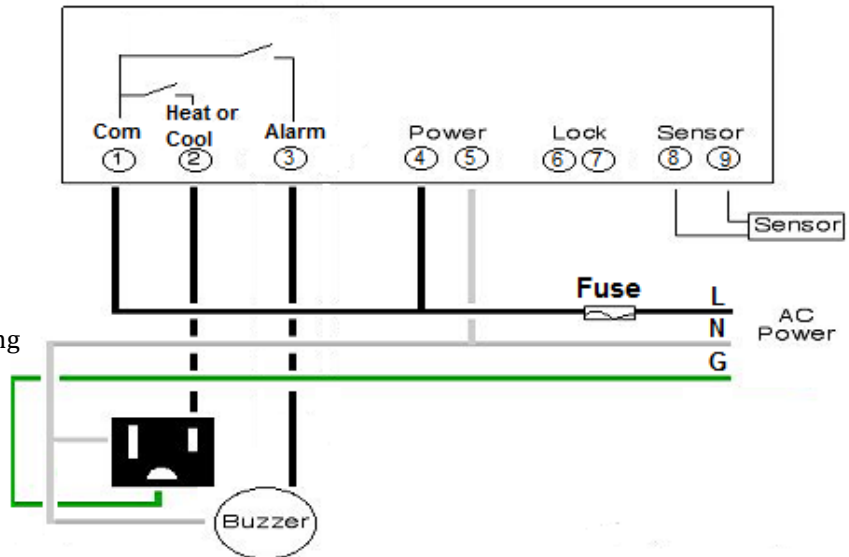 Com Heat or Cool Alarm Power Lock Sensor
1 2 3 4 5 6 7 8 9
Sensor
Fuse L
AC
Power
N
ng
G
Buzzer